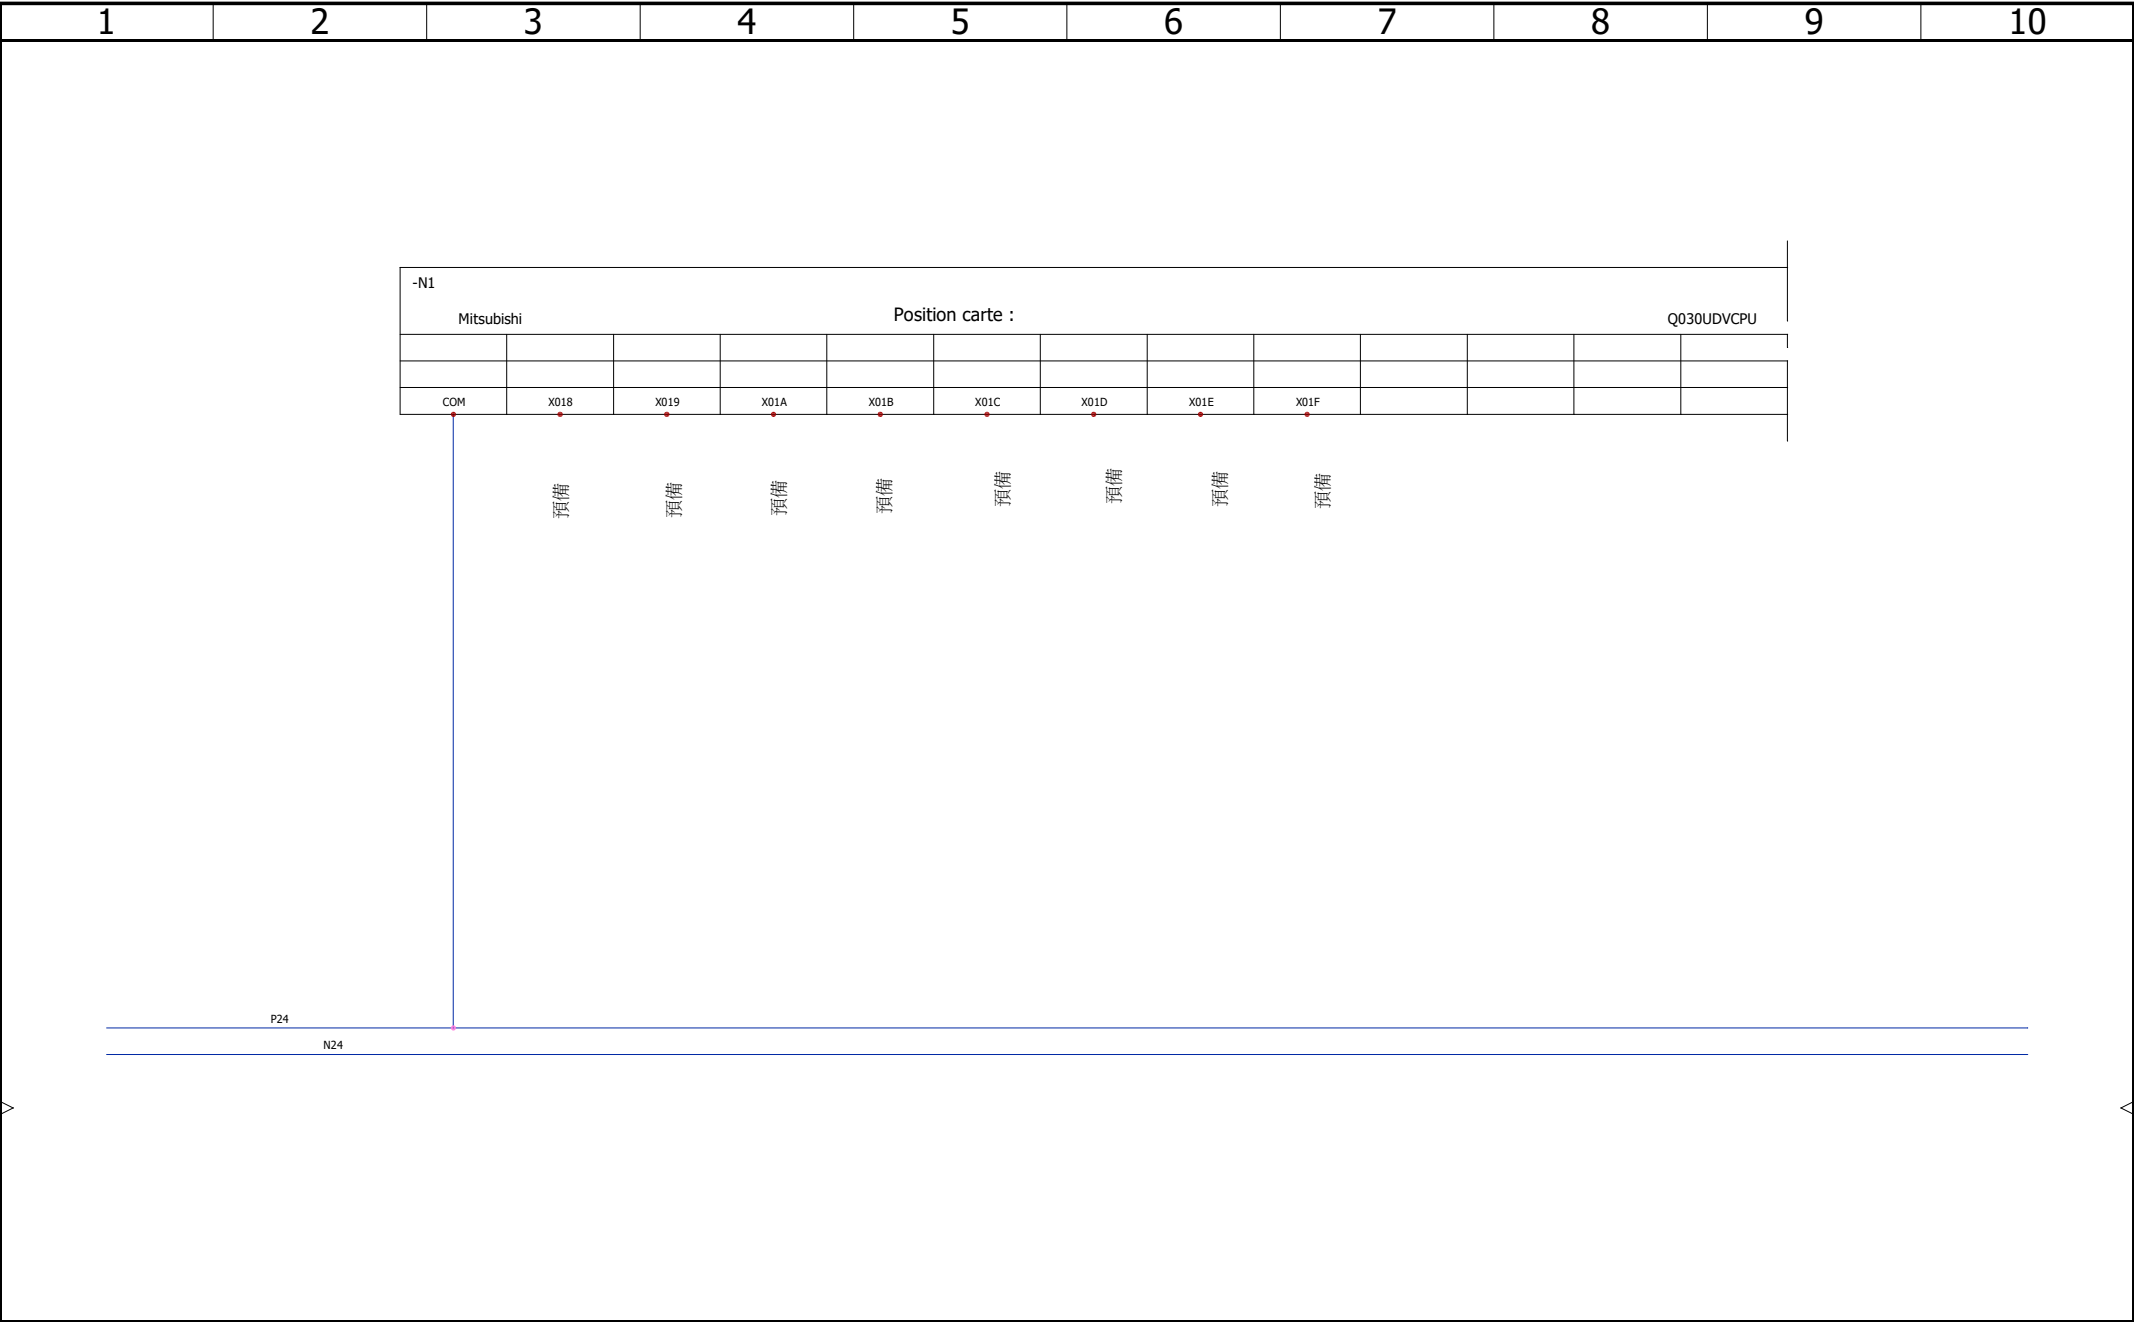 1 2 3 4 5 6 7 8 9 10
-N1
Mitsubishi Position carte : Q030UDVCPU
COM X018 X019 X01A X01B X01C X01D X01E X01F
預備 預備 預備 預備 預備 預備 預備 預備
P24
N24